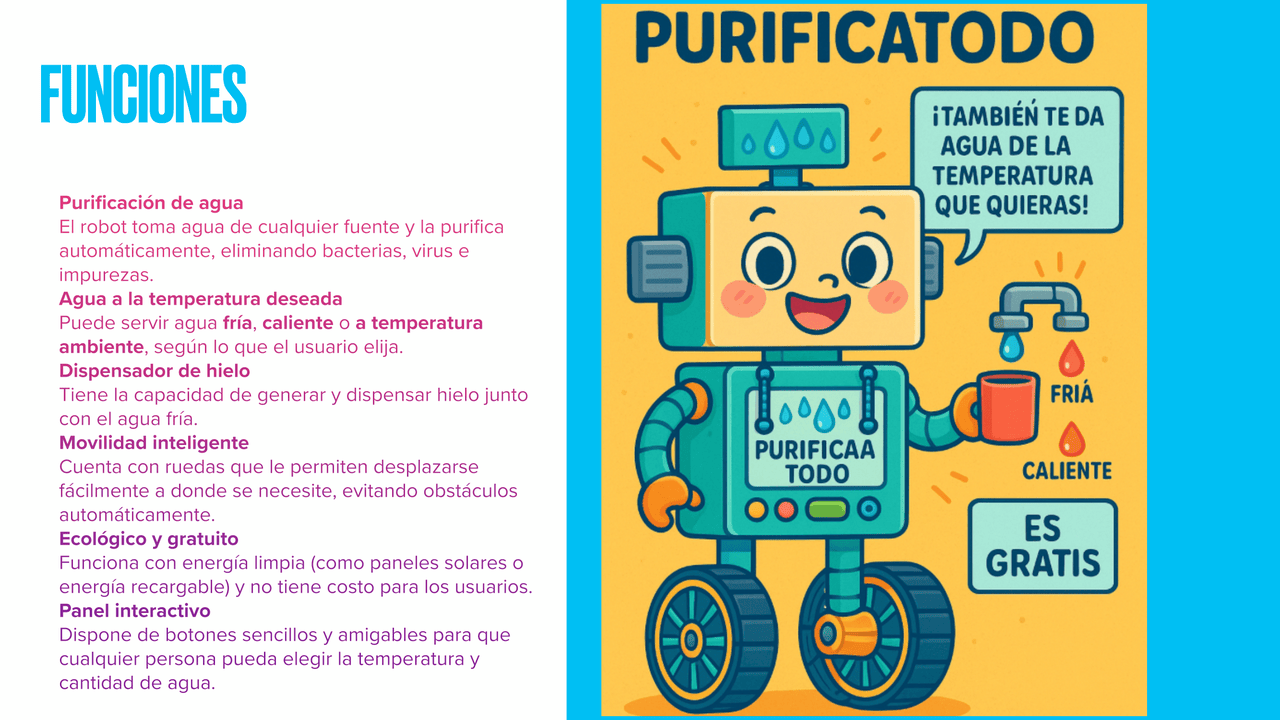 FUNCIONES
Purificación de agua
El robot toma agua de cualquier fuente y la purifica
automáticamente, eliminando bacterias, virus e
impurezas.
Agua a la temperatura deseada
Puede servir agua fría, caliente o a temperatura
ambiente, según lo que el usuario elija.
Dispensador de hielo
Tiene la capacidad de generar y dispensar hielo junto
con el agua fría.
Movilidad inteligente
Cuenta con ruedas que le permiten desplazarse
fácilmente a donde se necesite, evitando obstáculos
automáticamente.
Ecológico y gratuito
Funciona con energía limpia (como paneles solares o
energía recargable) y no tiene costo para los usuarios.
Panel interactivo
Dispone de botones sencillos y amigables para que
cualquier persona pueda elegir la temperatura y
cantidad de agua.
PURIFICATODO
¡TAMBIÉŃ TE DA
AGUA DE LA
TEMPERATURA
QUE QUIERAS!
FRIÁ
CALIENTE
PURIFICAA
TODO
ES
GRATIS